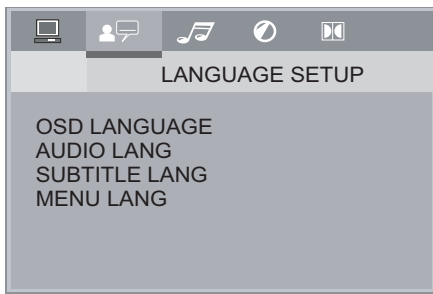 LANGUAGE SETUP
OSD LANGUAGE
AUDIO LANG
SUBTITLE LANG
MENU LANG